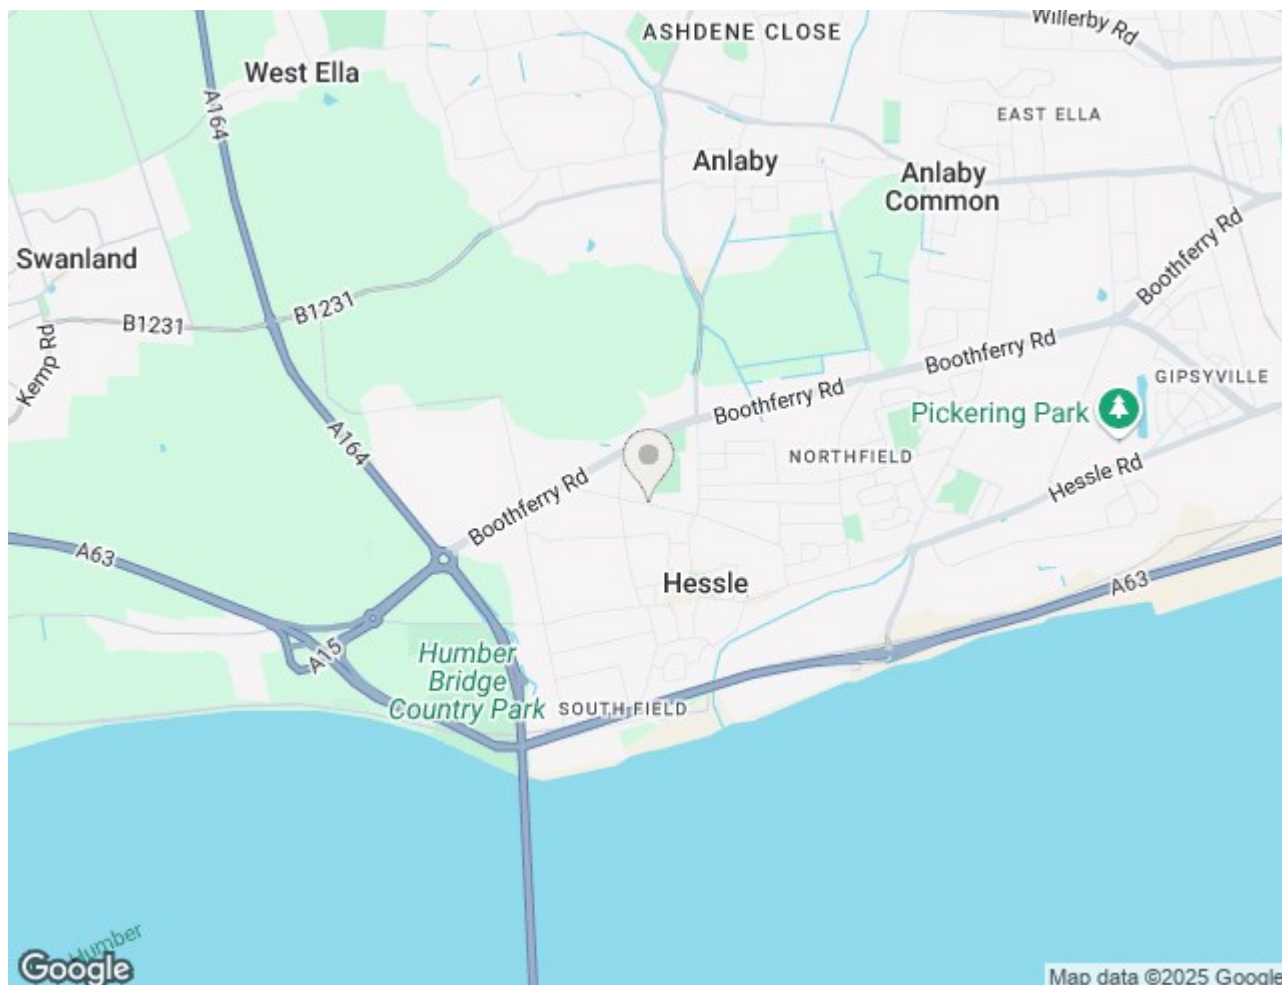 ASHDENE CLOSE
Willerby Rd
West Ella
A164
EAST ELLA
Anlaby
Anlaby
Common
Swanland
Boothferry Rd
B1231
B1231
Kemp Rd
Boothferry Rd
GIPSYVILLE
Boothferry Rd
Pickering Park
A164
NORTHFIELD
Hessle Rd
Boothferry Rd
A63
Hessle
A63
A15
Humber
Bridge
Country Park
SOUTH FIELD
Humber
Google
Map data ©2025 Google